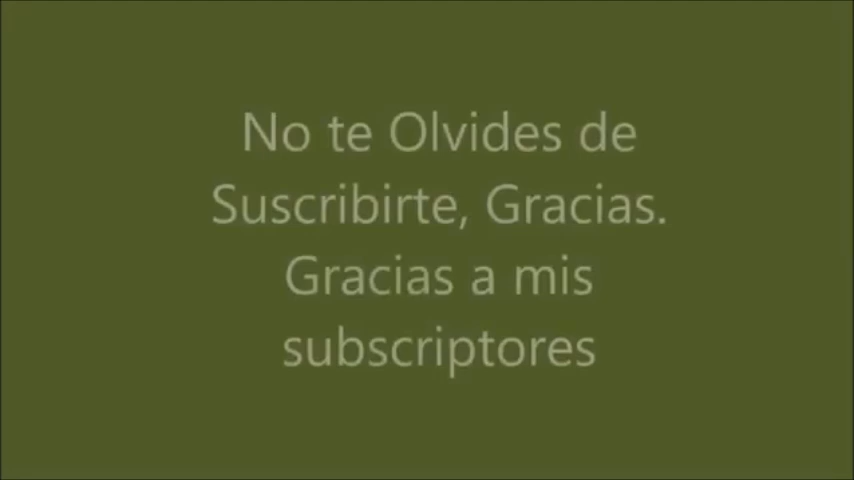 No te Olvides de
Suscribirte, Gracias.
Gracias a mis
subscriptores